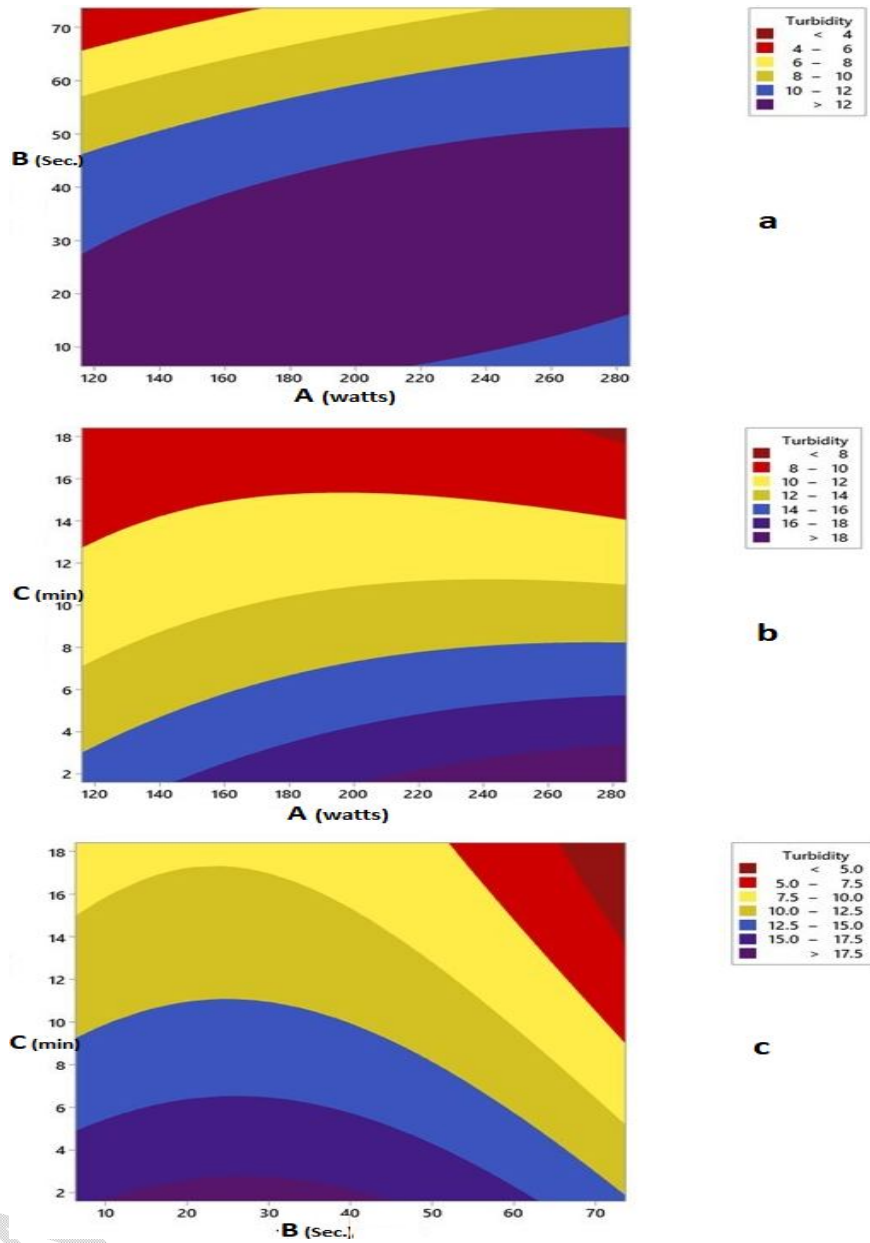 70
60
50
B (Sec.)
40
30
20
10
120 140 160 180 200 220 240 260 280
A (watts)
Turbidity
< 4
4 – 6
6 – 8
8 – 10
10 – 12
> 12
a
18
16
14
12
C (min)
10
8
6
4
2
120 140 160 180 200 220 240 260 280
A (watts)
Turbidity
< 8
8 – 10
10 – 12
12 – 14
14 – 16
16 – 18
> 18
b
18
16
14
12
10
C (min)
8
6
4
2
10 20 30 40 50 60 70
B (Sec.)
Turbidity
< 5.0
5.0 – 7.5
7.5 – 10.0
10.0 – 12.5
12.5 – 15.0
15.0 – 17.5
> 17.5
c